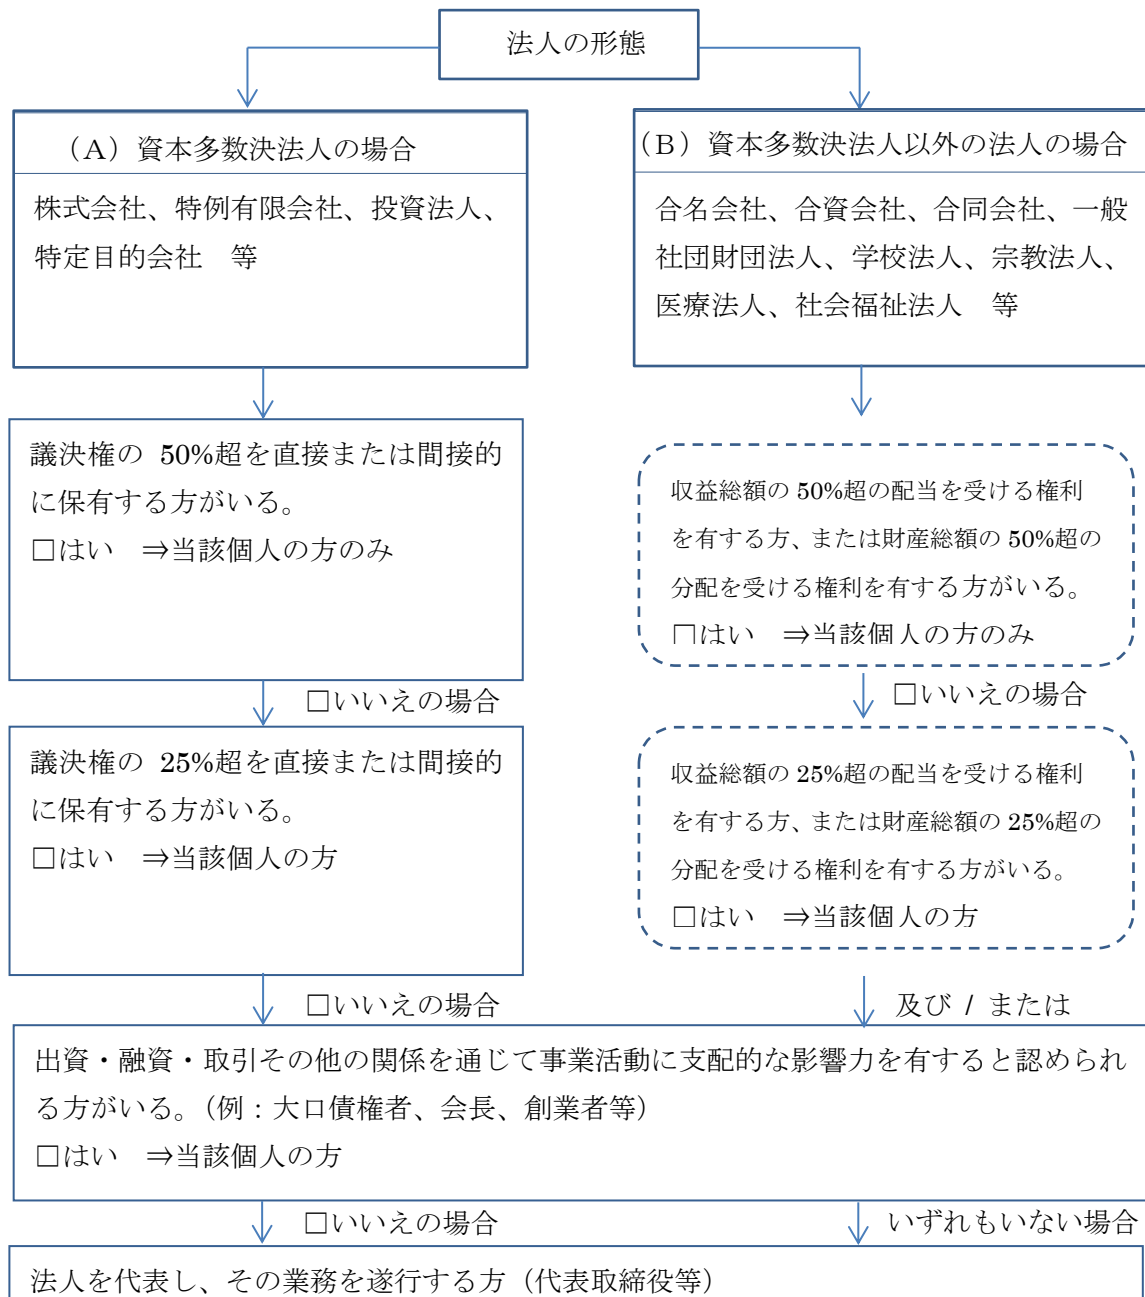 法人の形態
（A）資本多数決法人の場合
株式会社、特例有限会社、投資法人、
特定目的会社　等
（B）資本多数決法人以外の法人の場合
合名会社、合資会社、合同会社、一般
社団財団法人、学校法人、宗教法人、
医療法人、社会福祉法人　等
議決権の 50%超を直接または間接的
に保有する方がいる。
□はい　⇒当該個人の方のみ
□いいえの場合
議決権の 25%超を直接または間接的
に保有する方がいる。
□はい　⇒当該個人の方
□いいえの場合
収益総額の 50%超の配当を受ける権利
を有する方、または財産総額の 50%超の
分配を受ける権利を有する方がいる。
□はい　⇒当該個人の方のみ
□いいえの場合
収益総額の 25%超の配当を受ける権利
を有する方、または財産総額の 25%超の
分配を受ける権利を有する方がいる。
□はい　⇒当該個人の方
及び / または
出資・融資・取引その他の関係を通じて事業活動に支配的な影響力を有すると認められ
る方がいる。（例：大口債権者、会長、創業者等）
□はい　⇒当該個人の方
□いいえの場合
いずれもいない場合
法人を代表し、その業務を遂行する方（代表取締役等）